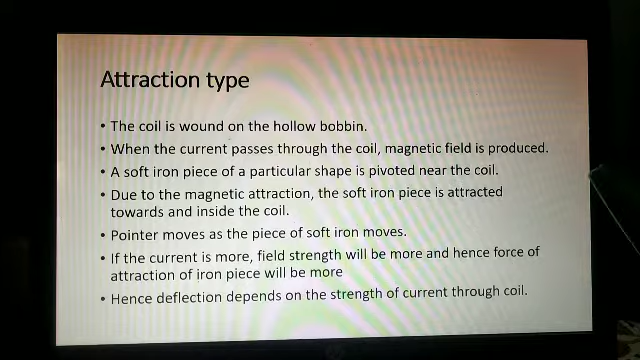 Attraction type
• The coil is wound on the hollow bobbin.
• When the current passes through the coil, magnetic field is produced.
• A soft iron piece of a particular shape is pivoted near the coil.
• Due to the magnetic attraction, the soft iron piece is attracted
towards and inside the coil.
• Pointer moves as the piece of soft iron moves.
• If the current is more, field strength will be more and hence force of
attraction of iron piece will be more
• Hence deflection depends on the strength of current through coil.